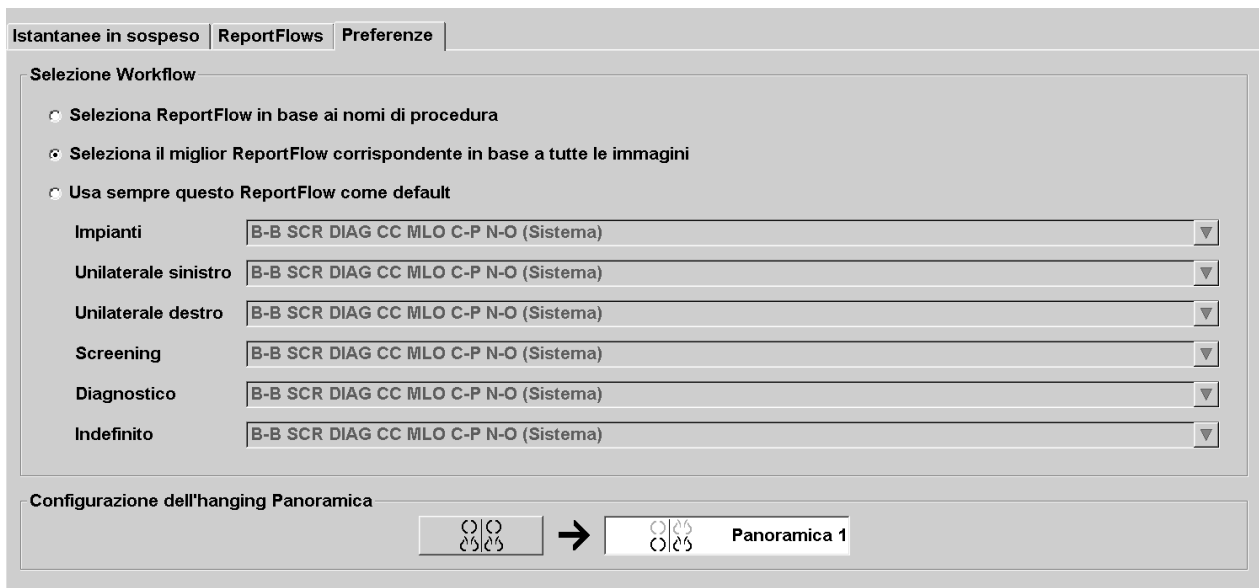 Istantanee in sospeso ReportFlows Preferenze
Selezione Workflow
Seleziona ReportFlow in base ai nomi di procedura
Seleziona il miglior ReportFlow corrispondente in base a tutte le immagini
Usa sempre questo ReportFlow come default
Impianti B-B SCR DIAG CC MLO C-P N-O (Sistema)
Unilaterale sinistro B-B SCR DIAG CC MLO C-P N-O (Sistema)
Unilaterale destro B-B SCR DIAG CC MLO C-P N-O (Sistema)
Screening B-B SCR DIAG CC MLO C-P N-O (Sistema)
Diagnostico B-B SCR DIAG CC MLO C-P N-O (Sistema)
Indefinito B-B SCR DIAG CC MLO C-P N-O (Sistema)
Configurazione dell'hanging Panoramica
Panoramica 1